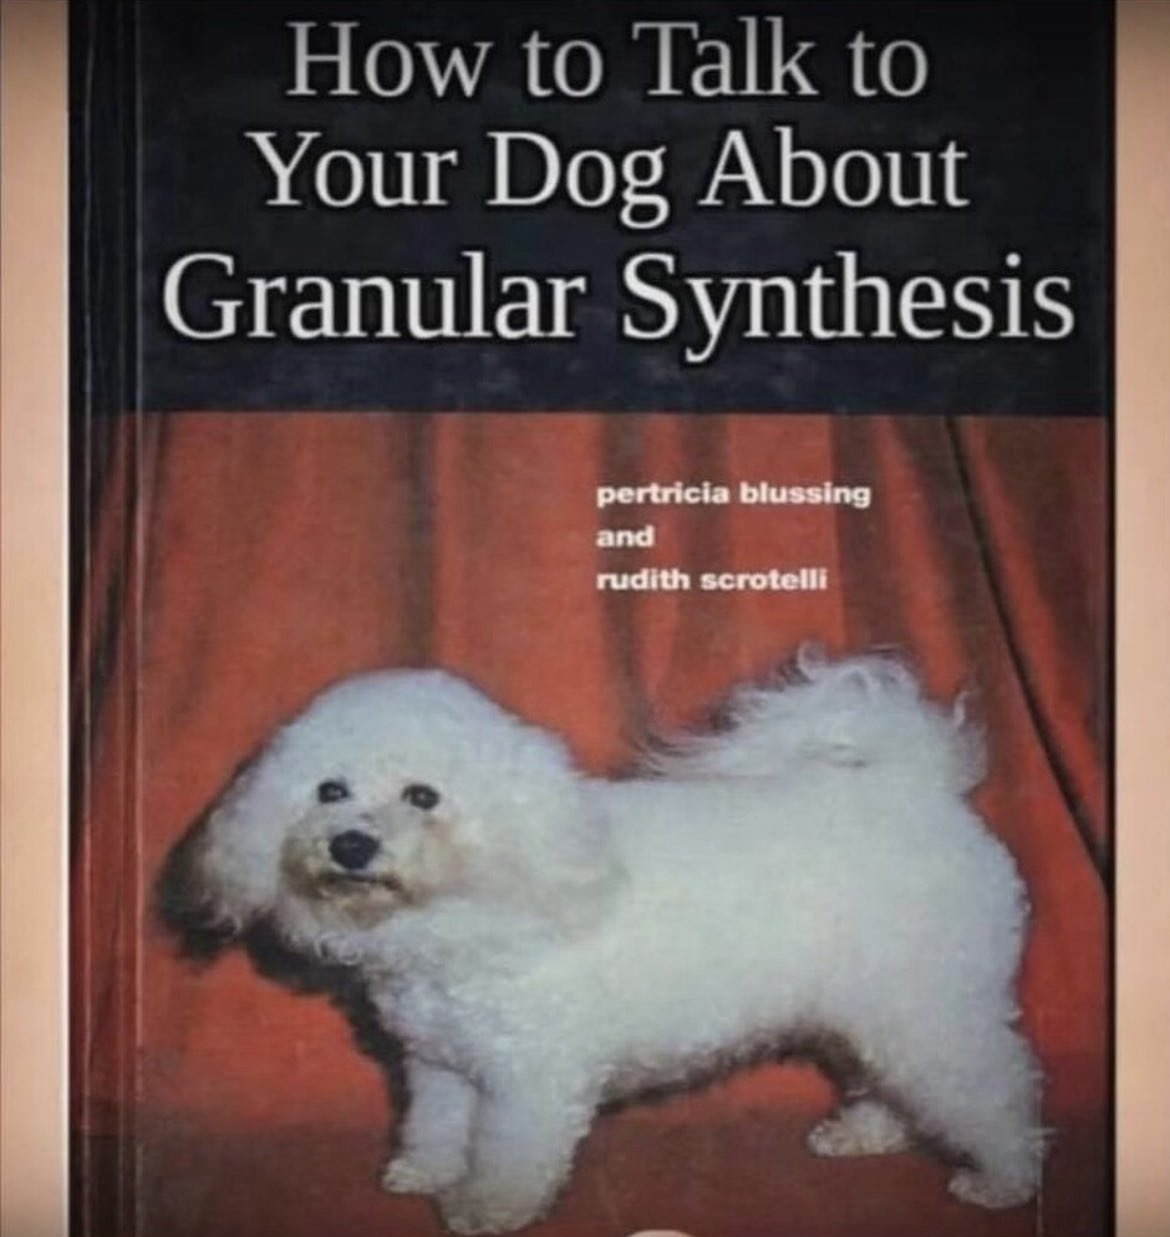 How to Talk to
Your Dog About
Granular Synthesis
pertricia blussing
and
rudith scrotelli